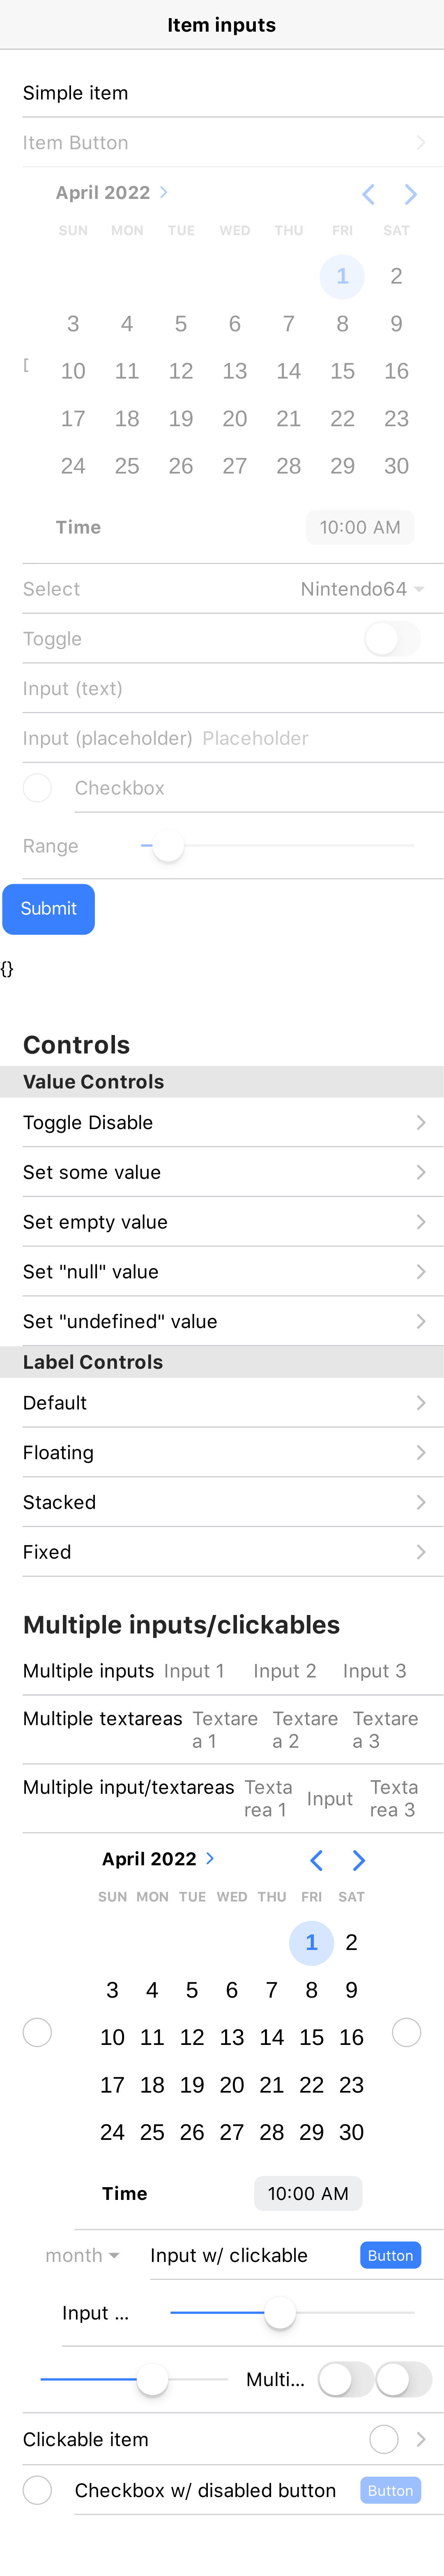 Item inputs
Simple item
Item Button
April 2022
SUN MON TUE WED THU FRI SAT
1 2
3 4 5 6 7 8 9
[ 10 11 12 13 14 15 16
17 18 19 20 21 22 23
24 25 26 27 28 29 30
Time 10:00 AM
Select Nintendo64
Toggle
Input (text)
Input (placeholder) Placeholder
Checkbox
Range
Submit
{}
Controls
Value Controls
Toggle Disable
Set some value
Set empty value
Set "null" value
Set "undefined" value
Label Controls
Default
Floating
Stacked
Fixed
Multiple inputs/clickables
Multiple inputs Input 1 Input 2 Input 3
Multiple textareas Textare Textare Textare
a 1 a 2 a 3
Multiple input/textareas Texta Input Texta
rea 1 rea 3
April 2022
SUN MON TUE WED THU FRI SAT
1 2
3 4 5 6 7 8 9
10 11 12 13 14 15 16
17 18 19 20 21 22 23
24 25 26 27 28 29 30
Time 10:00 AM
month Input w/ clickable Button
Input ...
Multi...
Clickable item
Checkbox w/ disabled button Button